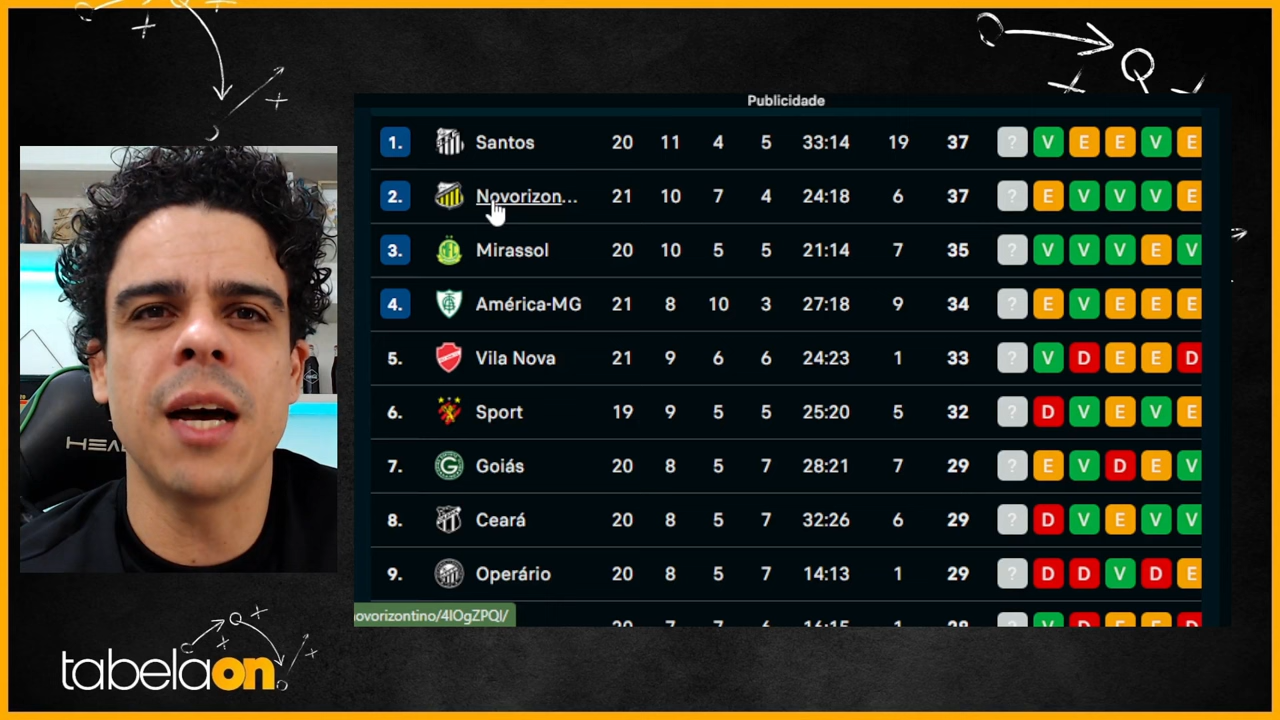 Publicidade
1. Santos 20 11 4 5 33:14 19 37 ? V E E V E
2. Novorizon... 21 10 7 4 24:18 6 37 ? E V V V E
3. Mirassol 20 10 5 5 21:14 7 35 ? V V V E V
4. América-MG 21 8 10 3 27:18 9 34 ? E V E E E
5. Vila Nova 21 9 6 6 24:23 1 33 ? V D E E D
6. Sport 19 9 5 5 25:20 5 32 ? D V E V E
7. Goiás 20 8 5 7 28:21 7 29 ? E V D E V
8. Ceará 20 8 5 7 32:26 6 29 ? D V E V V
9. Operário 20 8 5 7 14:13 1 29 ? D D V D E
HEA
tabelaon